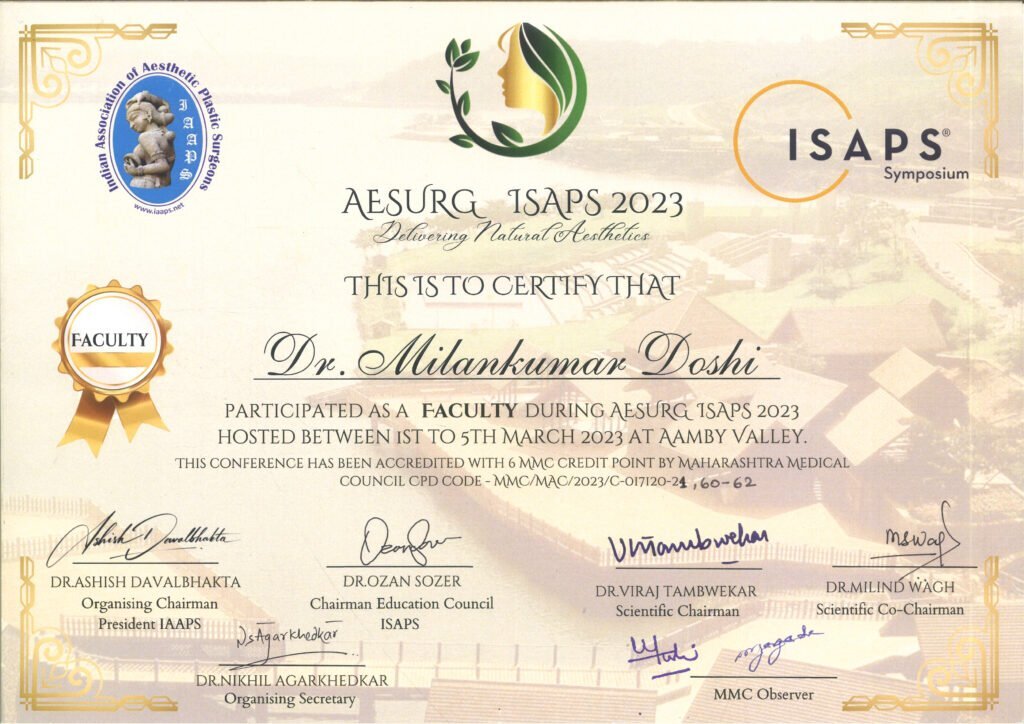 Indian Association of Aesthetic Plastic Surgeons
IAAPS
www.iaaps.net
ISAPS®
Symposium
AESURG ISAPS 2023
Delivering Natural Aesthetics
THIS IS TO CERTIFY THAT
FACULTY
Dr. Milankumar Doshi
PARTICIPATED AS A FACULTY DURING AESURG ISAPS 2023
HOSTED BETWEEN 1ST TO 5TH MARCH 2023 AT AAMBY VALLEY.
THIS CONFERENCE HAS BEEN ACCREDITED WITH 6 MMC CREDIT POINT BY MAHARASHTRA MEDICAL
COUNCIL CPD CODE - MMC/MAC/2023/C-017120-21,60-62
Ashish Davalbhakta
DR.ASHISH DAVALBHAKTA
Organising Chairman
President IAAPS
DR.OZAN SOZER
Chairman Education Council
ISAPS
VTambwekar
DR.VIRAJ TAMBWEKAR
Scientific Chairman
MSWagh
DR.MILIND WAGH
Scientific Co-Chairman
NSAgarkhedkar
DR.NIKHIL AGARKHEDKAR
Organising Secretary
MMC Observer